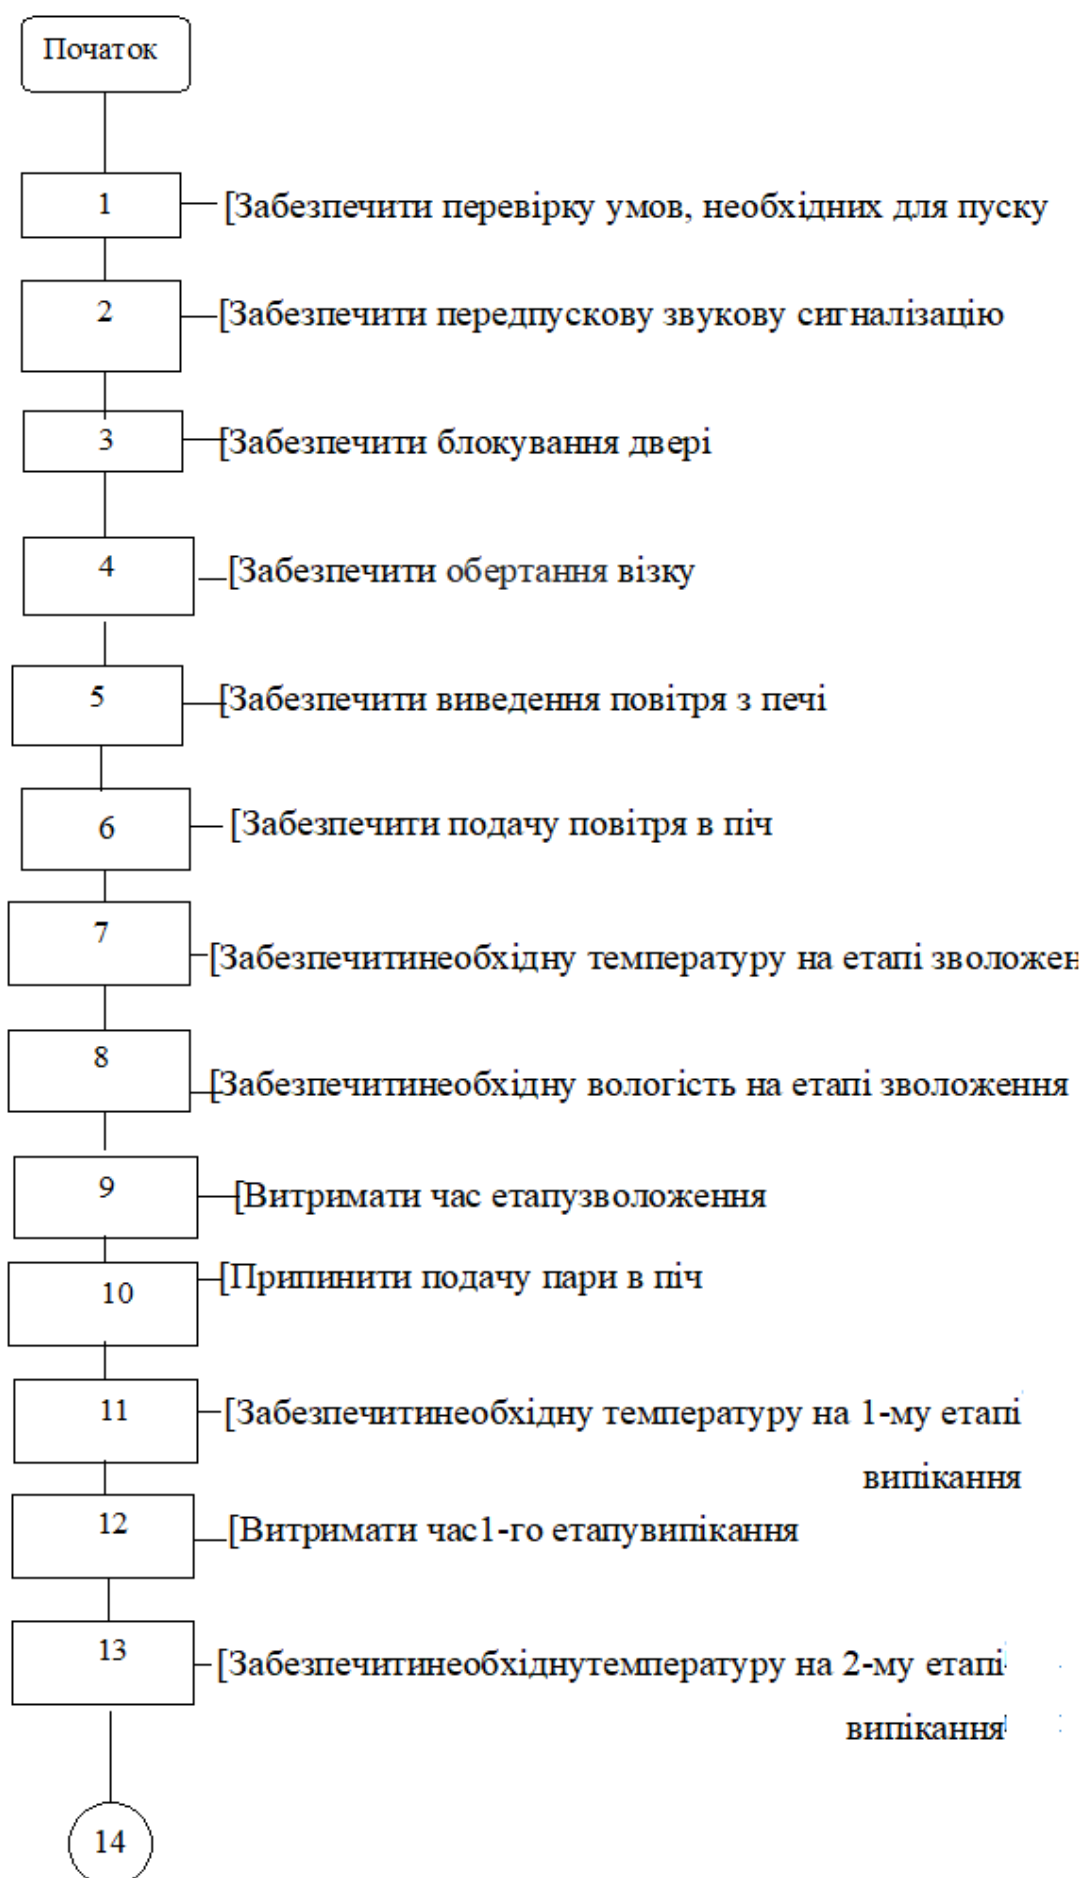 Початок
1 [Забезпечити перевірку умов, необхідних для пуску
2 [Забезпечити передпускову звукову сигналізацію
3 [Забезпечити блокування двері
4 [Забезпечити обертання візку
5 [Забезпечити виведення повітря з печі
6 [Забезпечити подачу повітря в піч
7 [Забезпечитинеобхідну температуру на етапі зволожен
8 [Забезпечитинеобхідну вологість на етапі зволоження
9 [Витримати час етапузволоження
10 [Припинити подачу пари в піч
11 [Забезпечитинеобхідну температуру на 1-му етапі
випікання
12 [Витримати час1-го етапувипікання
13 [Забезпечитинеобхіднутемпературу на 2-му етапі
випікання
14